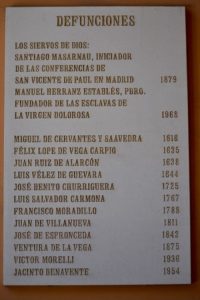 DEFUNCIONES
LOS SIERVOS DE DIOS:
SANTIAGO MASARNAU, INICIADOR
DE LAS CONFERENCIAS DE
SAN VICENTE DE PAUL EN MADRID 1879
MANUEL HERRANZ ESTABLÉS, PBRO.
FUNDADOR DE LAS ESCLAVAS DE
LA VIRGEN DOLOROSA 1968
MIGUEL DE CERVANTES Y SAAVEDRA 1616
FÉLIX LOPE DE VEGA CARPIO 1635
JUAN RUIZ DE ALARCÓN 1638
LUIS VÉLEZ DE GUEVARA 1644
JOSÉ BENITO CHURRIGUERA 1725
LUIS SALVADOR CARMONA 1767
FRANCISCO MORADILLO 1788
JUAN DE VILLANUEVA 1811
JOSÉ DE ESPRONCEDA 1842
VENTURA DE LA VEGA 1875
VICTOR MORELLI 1936
JACINTO BENAVENTE 1954